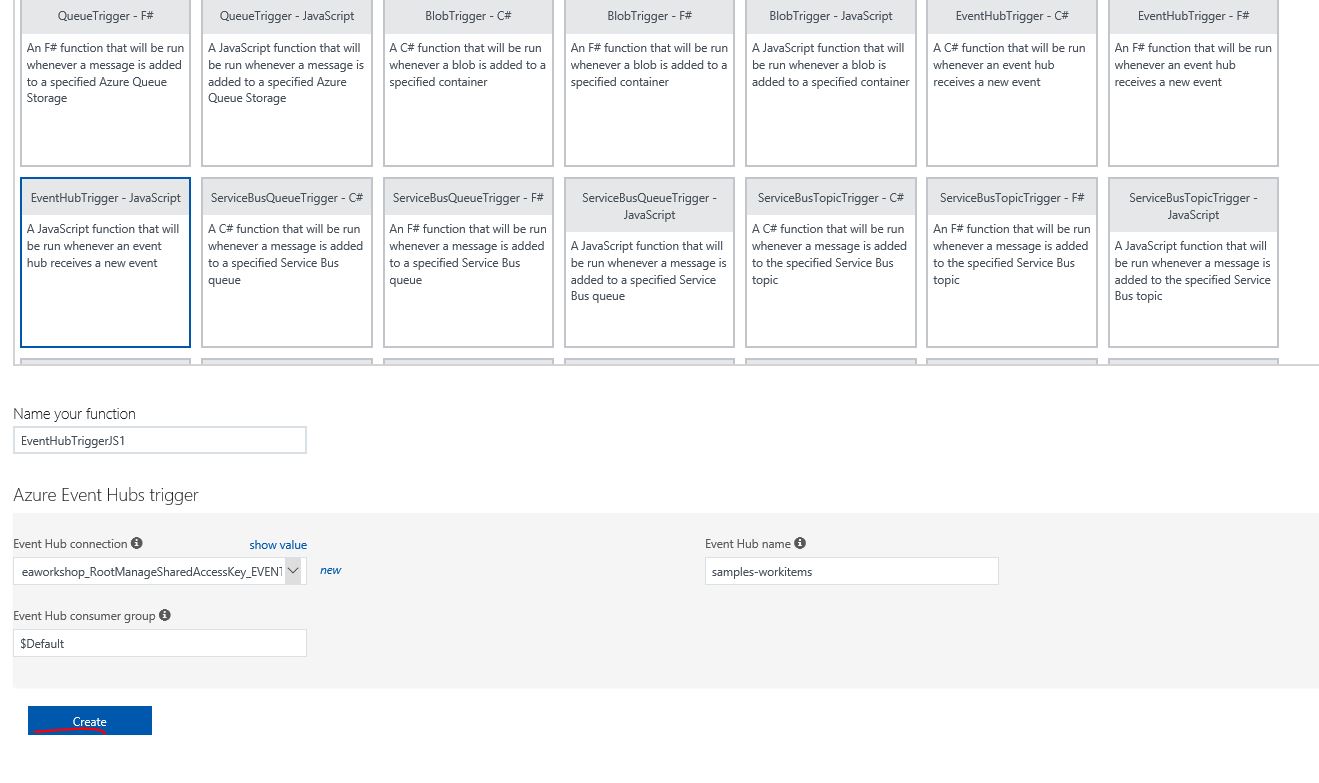 QueueTrigger - F#
An F# function that will be run
whenever a message is added
to a specified Azure Queue
Storage
QueueTrigger - JavaScript
A JavaScript function that will
be run whenever a message is
added to a specified Azure
Queue Storage
BlobTrigger - C#
A C# function that will be run
whenever a blob is added to a
specified container
BlobTrigger - F#
An F# function that will be run
whenever a blob is added to a
specified container
BlobTrigger - JavaScript
A JavaScript function that will
be run whenever a blob is
added to a specified container
EventHubTrigger - C#
A C# function that will be run
whenever an event hub
receives a new event
EventHubTrigger - F#
An F# function that will be run
whenever an event hub
receives a new event
EventHubTrigger - JavaScript
A JavaScript function that will
be run whenever an event
hub receives a new event
ServiceBusQueueTrigger - C#
A C# function that will be run
whenever a message is added
to a specified Service Bus
queue
ServiceBusQueueTrigger - F#
An F# function that will be run
whenever a message is added
to a specified Service Bus
queue
ServiceBusQueueTrigger -
JavaScript
A JavaScript function that will
be run whenever a message is
added to a specified Service
Bus queue
ServiceBusTopicTrigger - C#
A C# function that will be run
whenever a message is added
to the specified Service Bus
topic
ServiceBusTopicTrigger - F#
An F# function that will be run
whenever a message is added
to the specified Service Bus
topic
ServiceBusTopicTrigger -
JavaScript
A JavaScript function that will
be run whenever a message is
added to the specified Service
Bus topic
Name your function
EventHubTriggerJS1
Azure Event Hubs trigger
Event Hub connection show value
eaworkshop_RootManageSharedAccessKey_EVENT new
Event Hub name
samples-workitems
Event Hub consumer group
$Default
Create